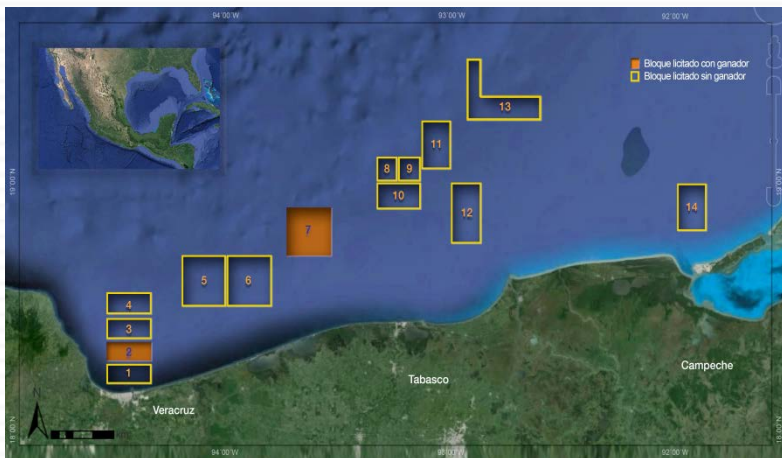 94°00'W
93°00'W
92°00'W
Bloque licitado con ganador
Bloque licitado sin ganador
13
11
8
9
19°00'N
10
12
14
7
5
6
4
3
2
1
Campeche
Tabasco
Veracruz
N
18°00'N
94°00'W
92°00'W